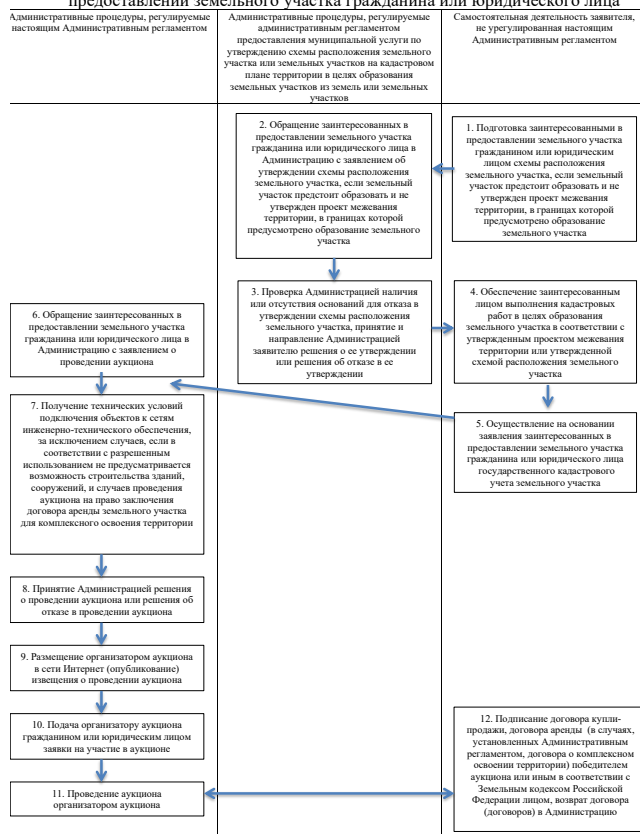 предоставлении земельного участка гражданина или юридического лица
Административные процедуры, регулируемые
настоящим Административным регламентом
Административные процедуры, регулируемые
административным регламентом
предоставления муниципальной услуги по
утверждению схемы расположения земельного
участка или земельных участков на кадастровом
плане территории в целях образования
земельных участков из земель или земельных
участков
Самостоятельная деятельность заявителя,
не урегулированная настоящим
Административным регламентом
1. Подготовка заинтересованными в
предоставлении земельного участка
гражданином или юридическим
лицом схемы расположения
земельного участка, если земельный
участок предстоит образовать и не
утвержден проект межевания
территории, в границах которой
предусмотрено образование
земельного участка
2. Обращение заинтересованных в
предоставлении земельного участка
гражданина или юридического лица в
Администрацию с заявлением об
утверждении схемы расположения
земельного участка, если земельный
участок предстоит образовать и не
утвержден проект межевания
территории, в границах которой
предусмотрено образование земельного
участка
3. Проверка Администрацией наличия
или отсутствия оснований для отказа в
утверждении схемы расположения
земельного участка, принятие и
направление Администрацией
заявителю решения о ее утверждении
или решения об отказе в ее
утверждении
4. Обеспечение заинтересованным
лицом выполнения кадастровых
работ в целях образования
земельного участка в соответствии с
утвержденным проектом межевания
территории или утвержденной
схемой расположения земельного
участка
5. Осуществление на основании
заявления заинтересованных в
предоставлении земельного участка
гражданина или юридического лица
государственного кадастрового
учета земельного участка
6. Обращение заинтересованных в
предоставлении земельного участка
гражданина или юридического лица в
Администрацию с заявлением о
проведении аукциона
7. Получение технических условий
подключения объектов к сетям
инженерно-технического обеспечения,
за исключением случаев, если в
соответствии с разрешенным
использованием не предусматривается
возможность строительства зданий,
сооружений, и случаев проведения
аукциона на право заключения
договора аренды земельного участка
для комплексного освоения территории
8. Принятие Администрацией решения
о проведении аукциона или решения об
отказе в проведении аукциона
9. Размещение организатором аукциона
в сети Интернет (опубликование)
извещения о проведении аукциона
10. Подача организатору аукциона
гражданином или юридическим лицом
заявки на участие в аукционе
11. Проведение аукциона
организатором аукциона
12. Подписание договора купли-
продажи, договора аренды (в случаях,
установленных Административным
регламентом, договора о комплексном
освоении территории) победителем
аукциона или иным в соответствии с
Земельным кодексом Российской
Федерации лицом, возврат договора
(договоров) в Администрацию